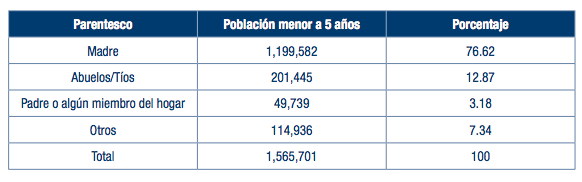 Parentesco Población menor a 5 años Porcentaje
Madre 1,199,582 76.62
Abuelos/Tíos 201,445 12.87
Padre o algún miembro del hogar 49,739 3.18
Otros 114,936 7.34
Total 1,565,701 100